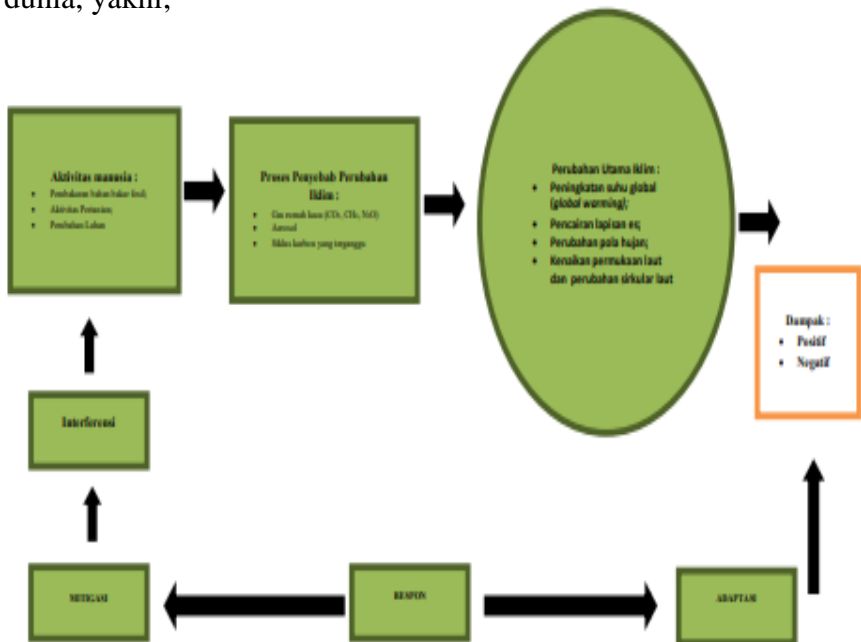 dunia, yakni;
Aktivitas manusia :
• Pembakaran bahan bakar fosil;
• Aktivitas Pertanian;
• Pembukan Lahan
Proses Penyebab Perubahan
Iklim :
• Gas rumah kaca (CO₂, CH₄, N₂O)
• Aerosol
• Siklus karbon yang terganggu
Perubahan Utama Iklim :
• Peningkatan suhu global
(global warming);
• Pencairan lapisan es;
• Perubahan pola hujan;
• Kenaikan permukaan laut
dan perubahan sirkular laut
Dampak :
• Positif
• Negatif
Interferensi
MITIGASI
RESPON
ADAPTASI